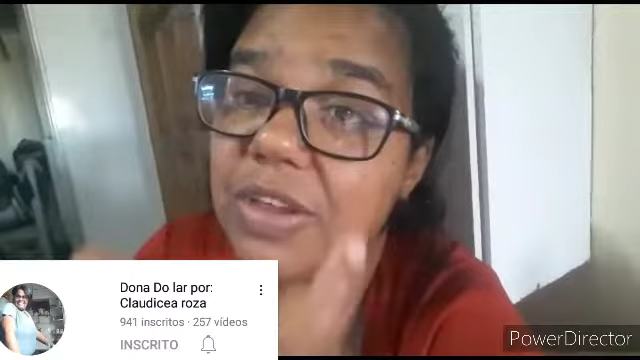 Dona Do lar por:
Claudicea roza
941 inscritos · 257 vídeos
INSCRITO
PowerDirector